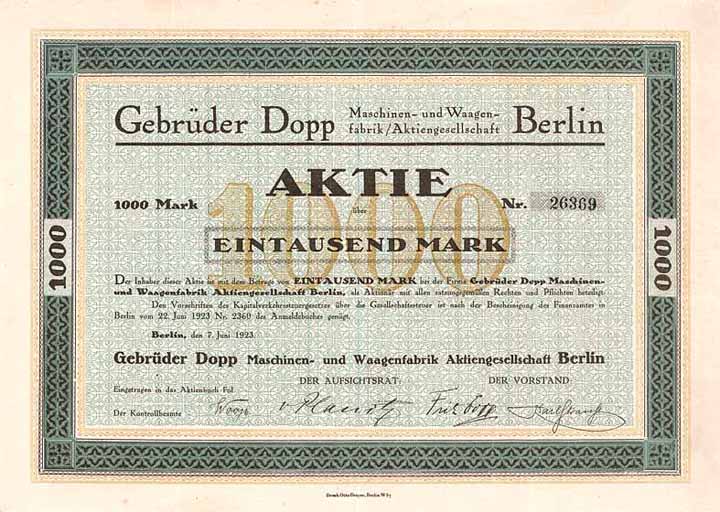 Gebrüder Dopp Maschinen- und Waagen-fabrik/Aktiengesellschaft Berlin
AKTIE
1000 Mark über Nr. 26369
1000
EINTAUSEND MARK
1000
1000
Der Inhaber dieser Aktie ist mit dem Betrage von EINTAUSEND MARK bei der Firma Gebrüder Dopp Maschinen-
und Waagenfabrik Aktiengesellschaft Berlin, als Aktionär mit allen satzungsgemäßen Rechten und Pflichten beteiligt.
Den Vorschriften des Kapitalverkehrssteuergesetzes über die Gesellschaftssteuer ist nach der Bescheinigung des Finanzamtes in
Berlin vom 22. Juni 1923 Nr. 2360 des Anmeldebuches genügt.
Berlin, den 7. Juni 1923.
Gebrüder Dopp Maschinen- und Waagenfabrik Aktiengesellschaft Berlin
DER AUFSICHTSRAT: DER VORSTAND:
Eingetragen in das Aktienbuch Fol.
Der Kontrollbeamte